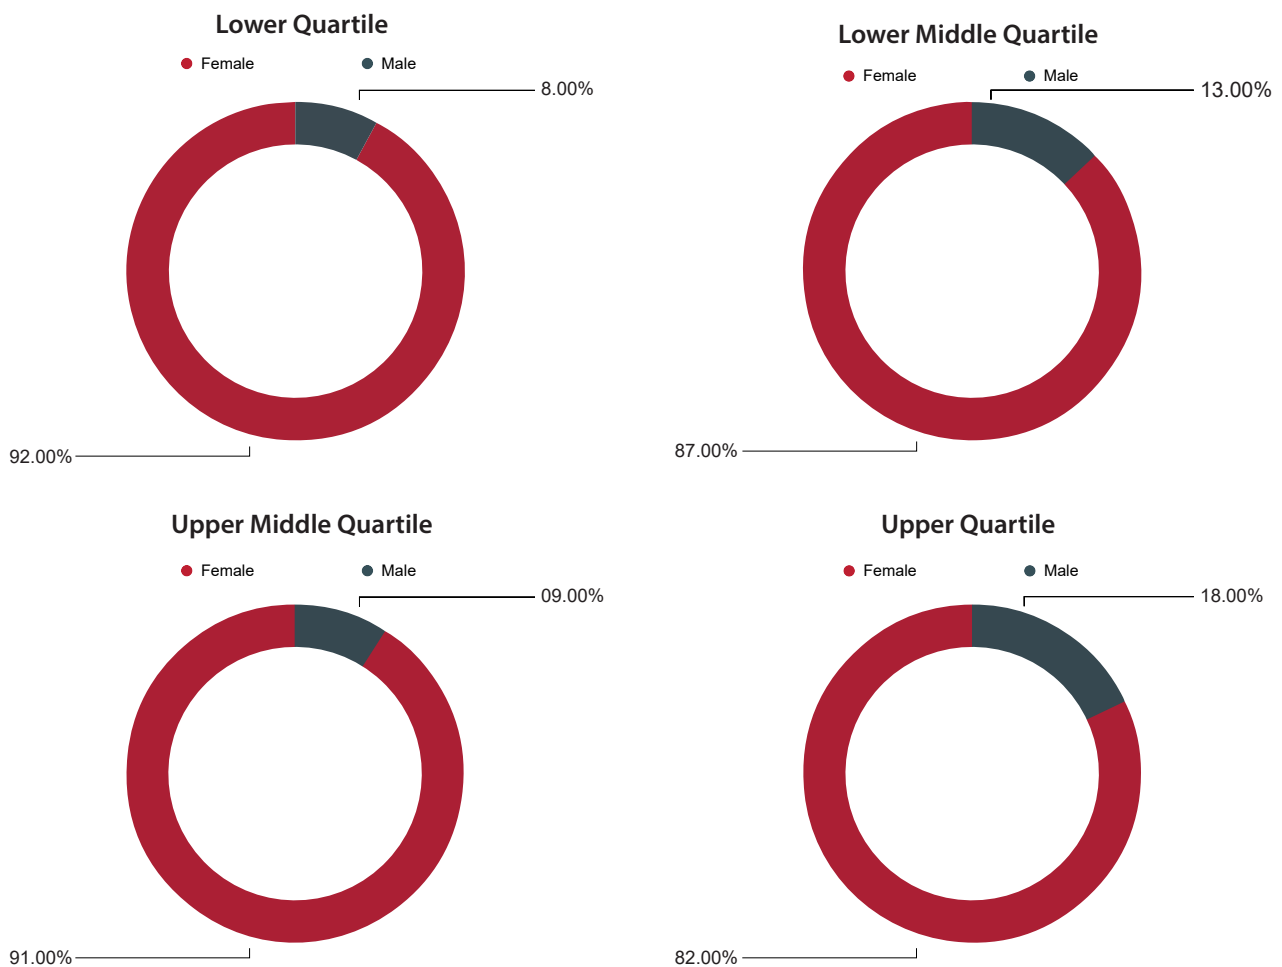 Lower Quartile
Female
Male
8.00%
92.00%
Lower Middle Quartile
Female
Male
13.00%
87.00%
Upper Middle Quartile
Female
Male
09.00%
91.00%
Upper Quartile
Female
Male
18.00%
82.00%